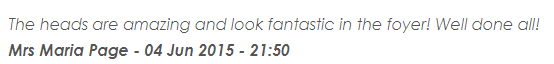 The heads are amazing and look fantastic in the foyer! Well done all!
Mrs Maria Page - 04 Jun 2015 - 21:50